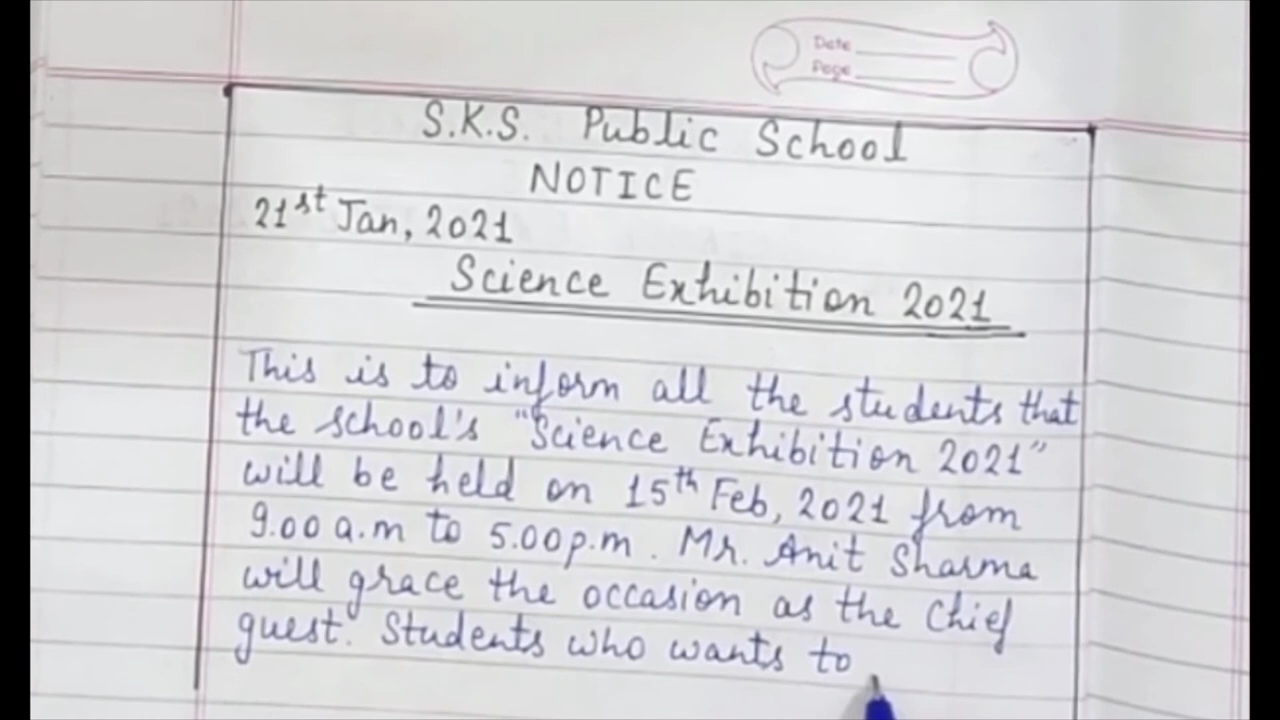 Date
Page
S.K.S. Public School
NOTICE
21st Jan, 2021
Science Exhibition 2021
This is to inform all the students that
the school's "Science Exhibition 2021"
will be held on 15th Feb, 2021 from
9.00 a.m to 5.00 p.m. Mr. Anit Sharma
will grace the occasion as the Chief
guest. Students who wants to